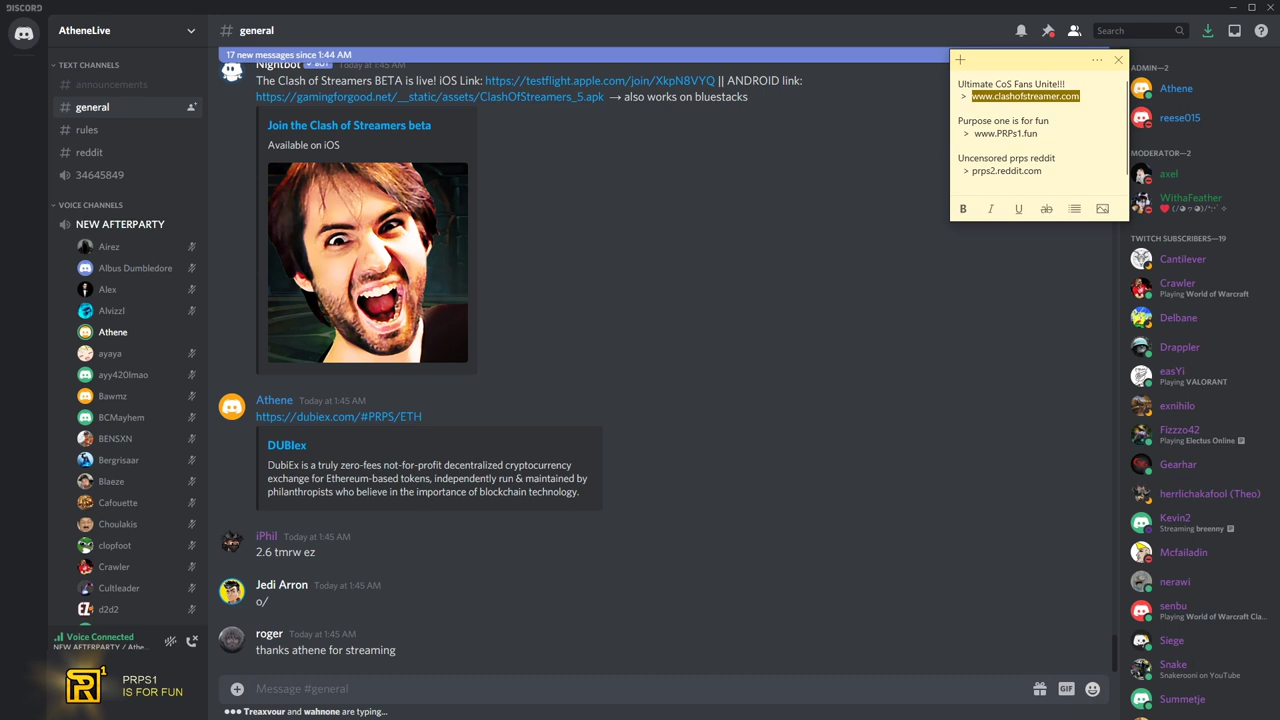 DISCORD
AtheneLive
TEXT CHANNELS
announcements
general
rules
reddit
34645849
VOICE CHANNELS
NEW AFTERPARTY
Airez
Albus Dumbledore
Alex
Alvizzl
Athene
ayaya
ayy420lmao
Bawmz
BCMayhem
BENSXN
Bergrisaar
Blaeze
Cafouette
Choulakis
clopfoot
Crawler
Cultleader
d2d2
Voice Connected
NEW AFTERPARTY / Athe...
PRPS1
IS FOR FUN
# general
Search
17 new messages since 1:44 AM
Nightbot BOT Today at 1:45 AM
The Clash of Streamers BETA is live! iOS Link: https://testflight.apple.com/join/XkpN8VYQ || ANDROID link:
https://gamingforgood.net/__static/assets/ClashOfStreamers_5.apk → also works on bluestacks
Join the Clash of Streamers beta
Available on iOS
Athene Today at 1:45 AM
https://dubiex.com/#PRPS/ETH
DUBIex
DubiEx is a truly zero-fees not-for-profit decentralized cryptocurrency
exchange for Ethereum-based tokens, independently run & maintained by
philanthropists who believe in the importance of blockchain technology.
iPhil Today at 1:45 AM
2.6 tmrw ez
Jedi Arron Today at 1:45 AM
o/
roger Today at 1:45 AM
thanks athene for streaming
Message #general
GIF
Treaxvour and wahnone are typing...
Ultimate CoS Fans Unite!!!
> www.clashofstreamer.com
Purpose one is for fun
> www.PRPs1.fun
Uncensored prps reddit
> prps2.reddit.com
B I U ab
ADMIN—2
Athene
reese015
MODERATOR—2
axel
WithaFeather
TWITCH SUBSCRIBERS—19
Cantilever
Crawler
Playing World of Warcraft
Delbane
Drappler
easYi
Playing VALORANT
exnihilo
Fizzzo42
Playing Electus Online
Gearhar
herrlichakafool (Theo)
Kevin2
Streaming breenny
Mcfailadin
nerawi
senbu
Playing World of Warcraft Cla...
Siege
Snake
Snakerooni on YouTube
Summetje